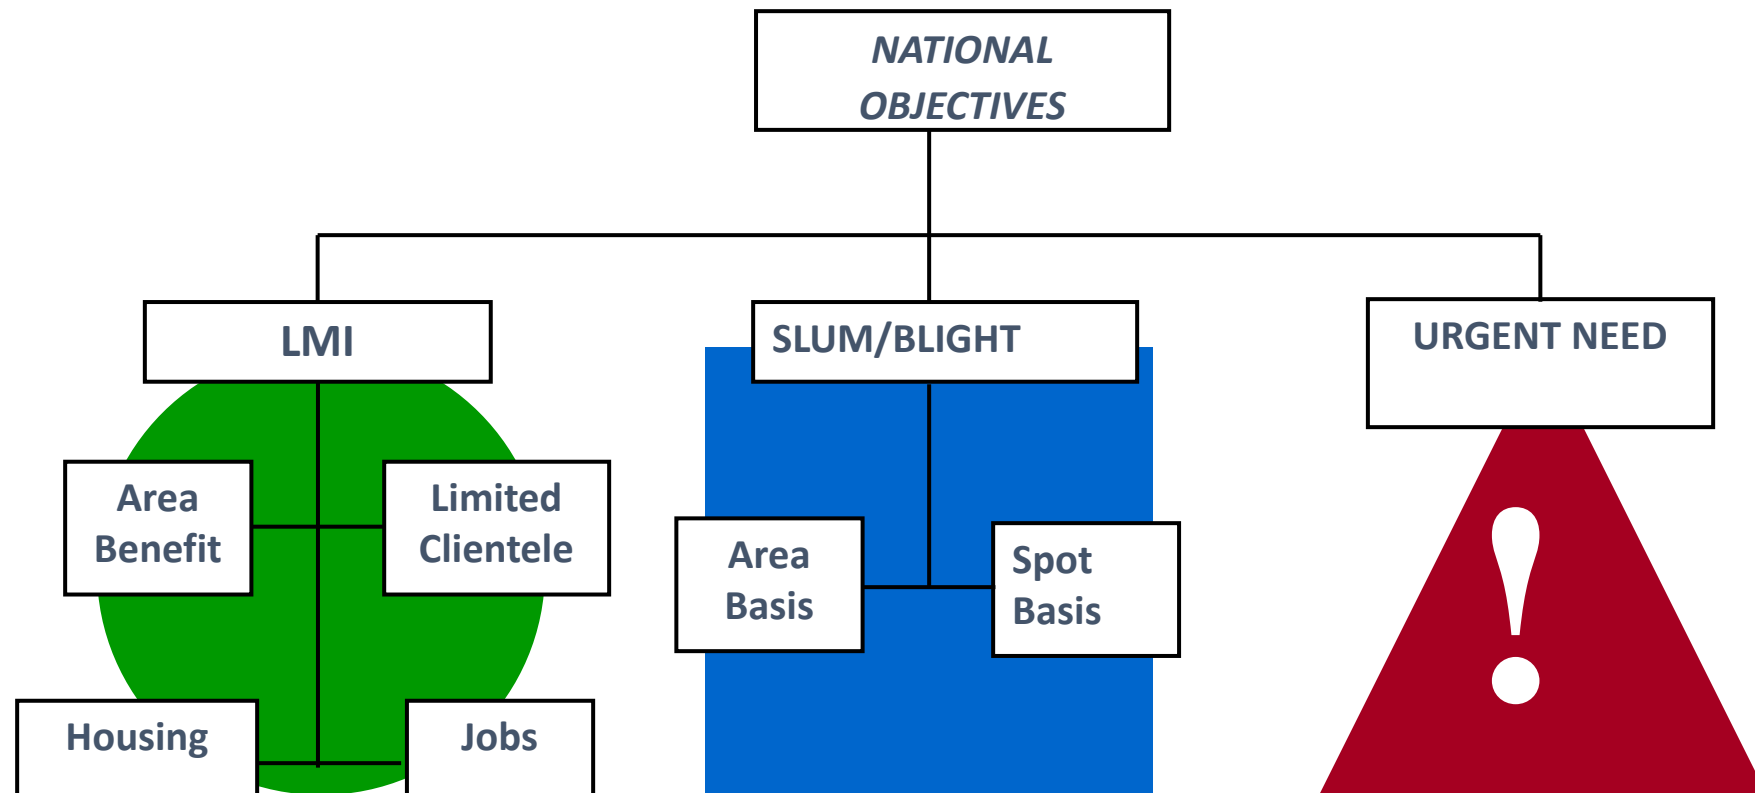 NATIONAL
OBJECTIVES
LMI
SLUM/BLIGHT
URGENT NEED
Area
Benefit
Limited
Clientele
Area
Basis
Spot
Basis
!
Housing
Jobs